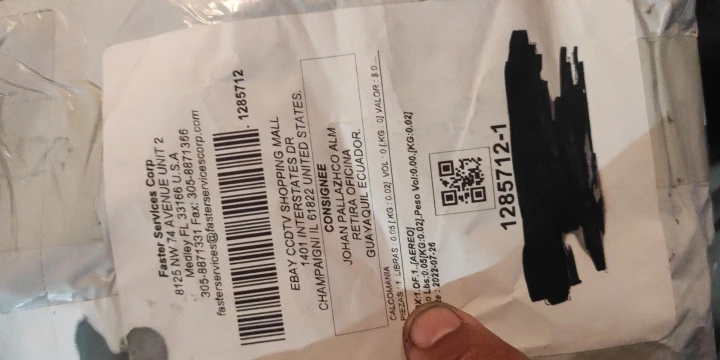 Faster Services Corp
8125 NW 74 AVENUE UNIT 2
Medley FL 33166 U.S.A
305-8871331 Fax: 305-8871366
fasterservices@fasterservicescorp.com
1285712
EBAY CCDTV SHOPPING MALL
1401 INTERSTATES DR
CHAMPAIGN IL 61822 UNITED STATES.
CONSIGNEE
JOHAN PALLAZHCO ALM
RETIRA OFICINA
GUAYAQUIL ECUADOR.
CALCOMANIA
PIEZAS : 1 LIBRAS : 0.05 [ KG : 0.02] VOL : 0 [ KG : 0] VALOR : $ 0
1 OF:1..[AEREO]
Lbs:0.05[KG:0.02].Peso Vol:0.00.[KG:0.02]
: 2022-07-26
1285712-1